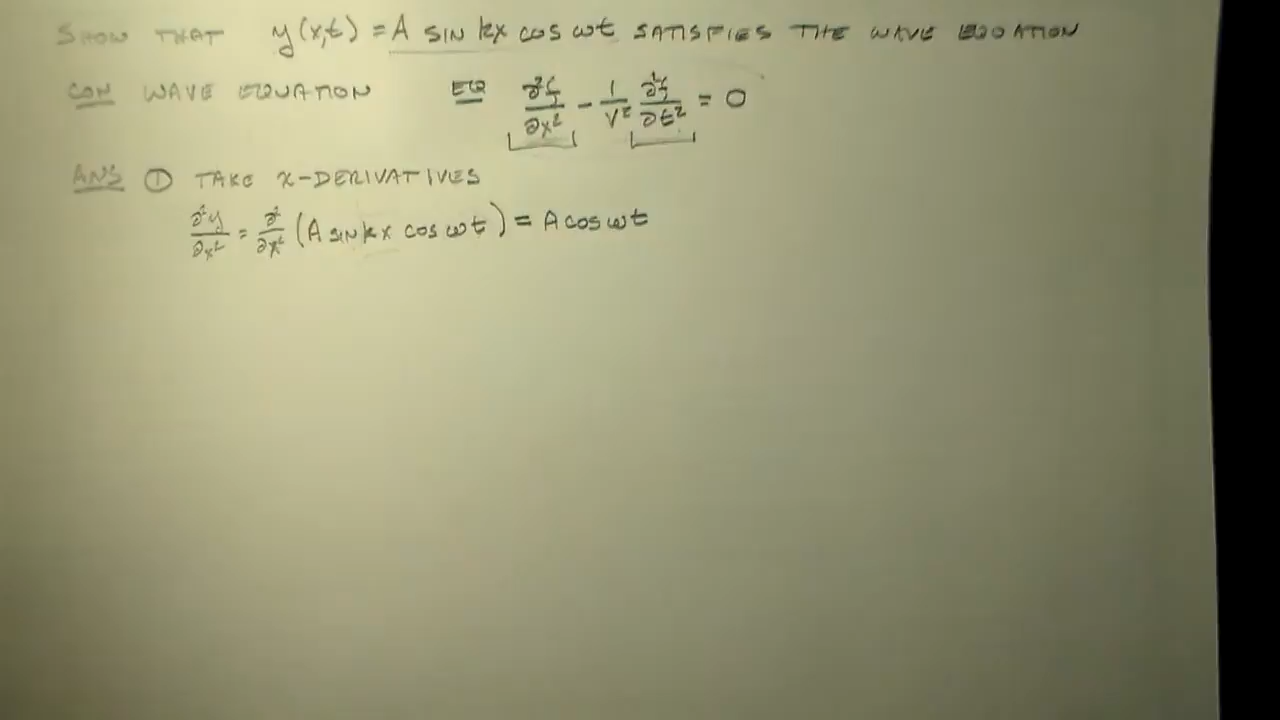 SHOW THAT y(x,t) = A sin kx cos ωt SATISFIES THE WAVE EQUATION
CON WAVE EQUATION EQ ∂²y/∂x² - 1/v² ∂²y/∂t² = 0
ANS ① TAKE X-DERIVATIVES
∂²y/∂x² = ∂²/∂x² (A sin kx cos ωt) = A cos ωt